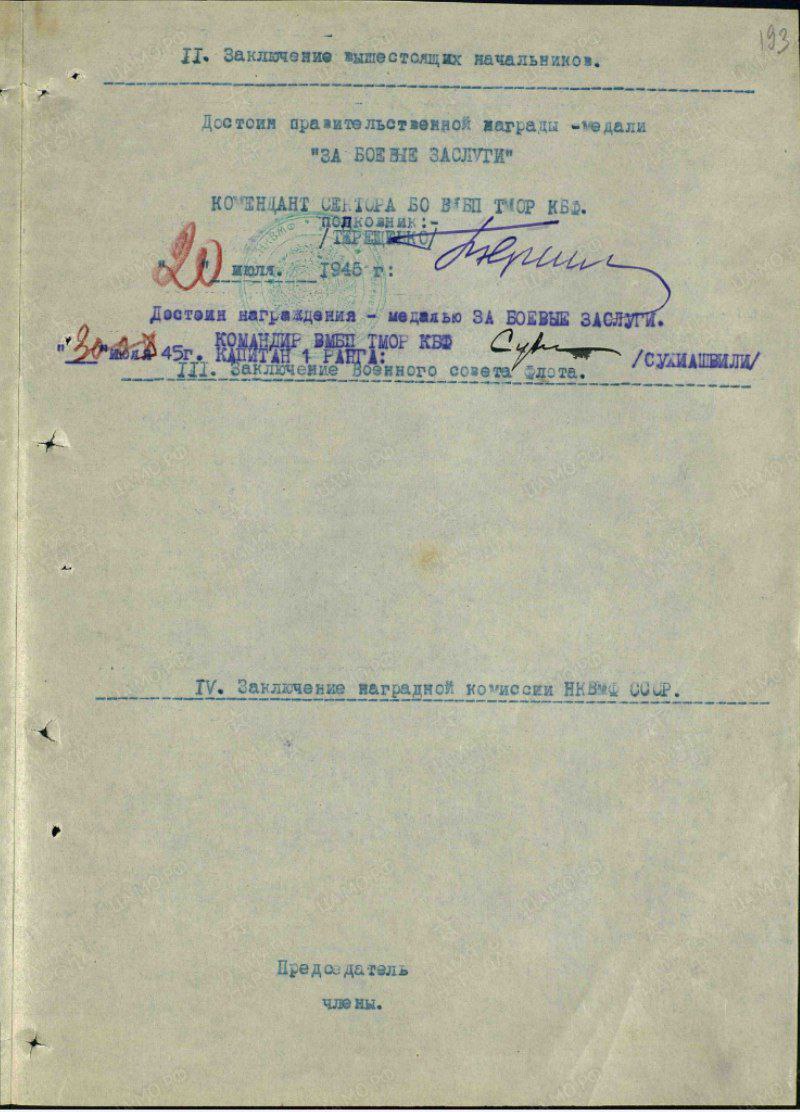 193
II. Заключение вышестоящих начальников.
Достоин правительственной награды -медали
"ЗА БОЕВЫЕ ЗАСЛУГИ"
КОМЕНДАНТ СЕКТОРА БО ВМБП ТМОР КБФ.
полковник:-
/ТЕРЕЩЕНКО/
"20" июля. 1945 г:
Достоин награждения - медалью ЗА БОЕВЫЕ ЗАСЛУГИ.
КОМАНДИР ВМБП ТМОР КБФ
"30" июля 45г. КАПИТАН 1 РАНГА: /СУХИАШВИЛИ/
III. Заключение Военного совета Флота.
IV. Заключение наградной комиссии НКВМФ СССР.
Председатель
члены.